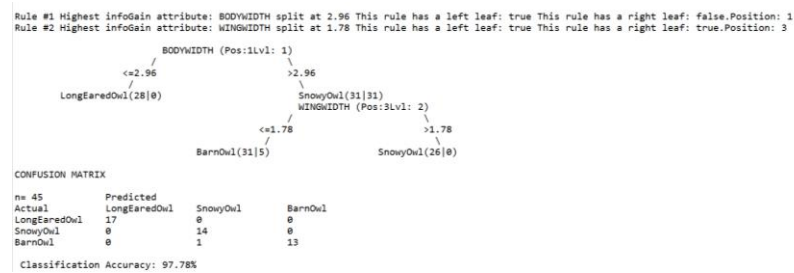 Rule #1 Highest infoGain attribute: BODYWIDTH split at 2.96 This rule has a left leaf: true This rule has a right leaf: false.Position: 1
Rule #2 Highest infoGain attribute: WINGWIDTH split at 1.78 This rule has a left leaf: true This rule has a right leaf: true.Position: 3
BODYWIDTH (Pos:1Lvl: 1)
/ \
<=2.96 >2.96
/ \
LongEaredOwl(28|0) SnowyOwl(31|31)
WINGWIDTH (Pos:3Lvl: 2)
/ \
<=1.78 >1.78
/ \
BarnOwl(31|5) SnowyOwl(26|0)
CONFUSION MATRIX
n= 45 Predicted
Actual LongEaredOwl SnowyOwl BarnOwl
LongEaredOwl 17 0 0
SnowyOwl 0 14 0
BarnOwl 0 1 13
Classification Accuracy: 97.78%